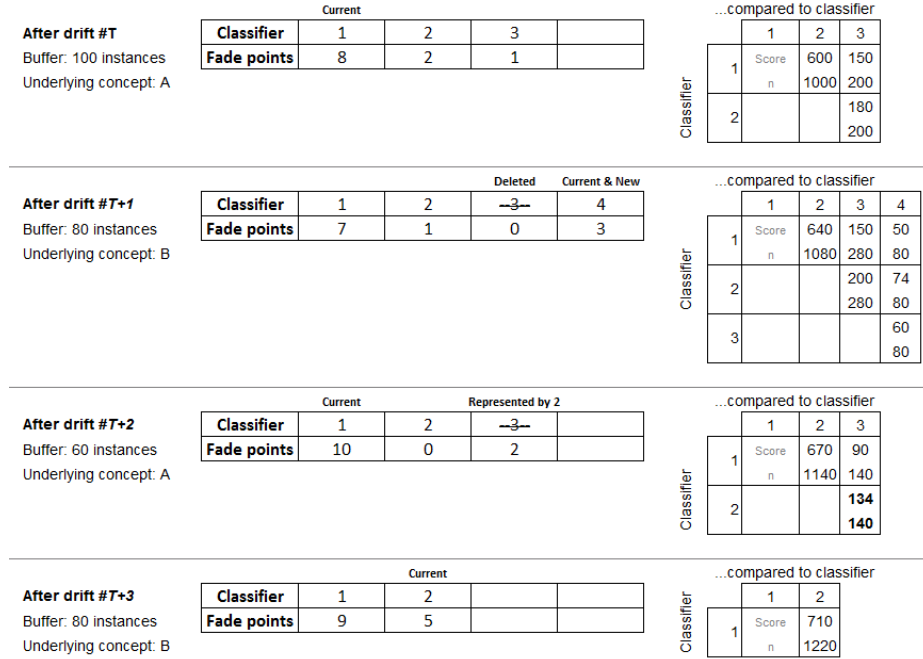 Current
...compared to classifier
After drift #T
Classifier 1 2 3
1 2 3
Buffer: 100 instances
Fade points 8 2 1
Underlying concept: A
Classifier
1 Score 600 150
n 1000 200
2 180
200
Deleted Current & New
...compared to classifier
After drift #T+1
Classifier 1 2 --3-- 4
1 2 3 4
Buffer: 80 instances
Fade points 7 1 0 3
Underlying concept: B
Classifier
1 Score 640 150 50
n 1080 280 80
2 200 74
280 80
3 60
80
Current Represented by 2
...compared to classifier
After drift #T+2
Classifier 1 2 --3--
1 2 3
Buffer: 60 instances
Fade points 10 0 2
Underlying concept: A
Classifier
1 Score 670 90
n 1140 140
2 134
140
Current
...compared to classifier
After drift #T+3
Classifier 1 2
1 2
Buffer: 80 instances
Fade points 9 5
Underlying concept: B
Classifier
1 Score 710
n 1220